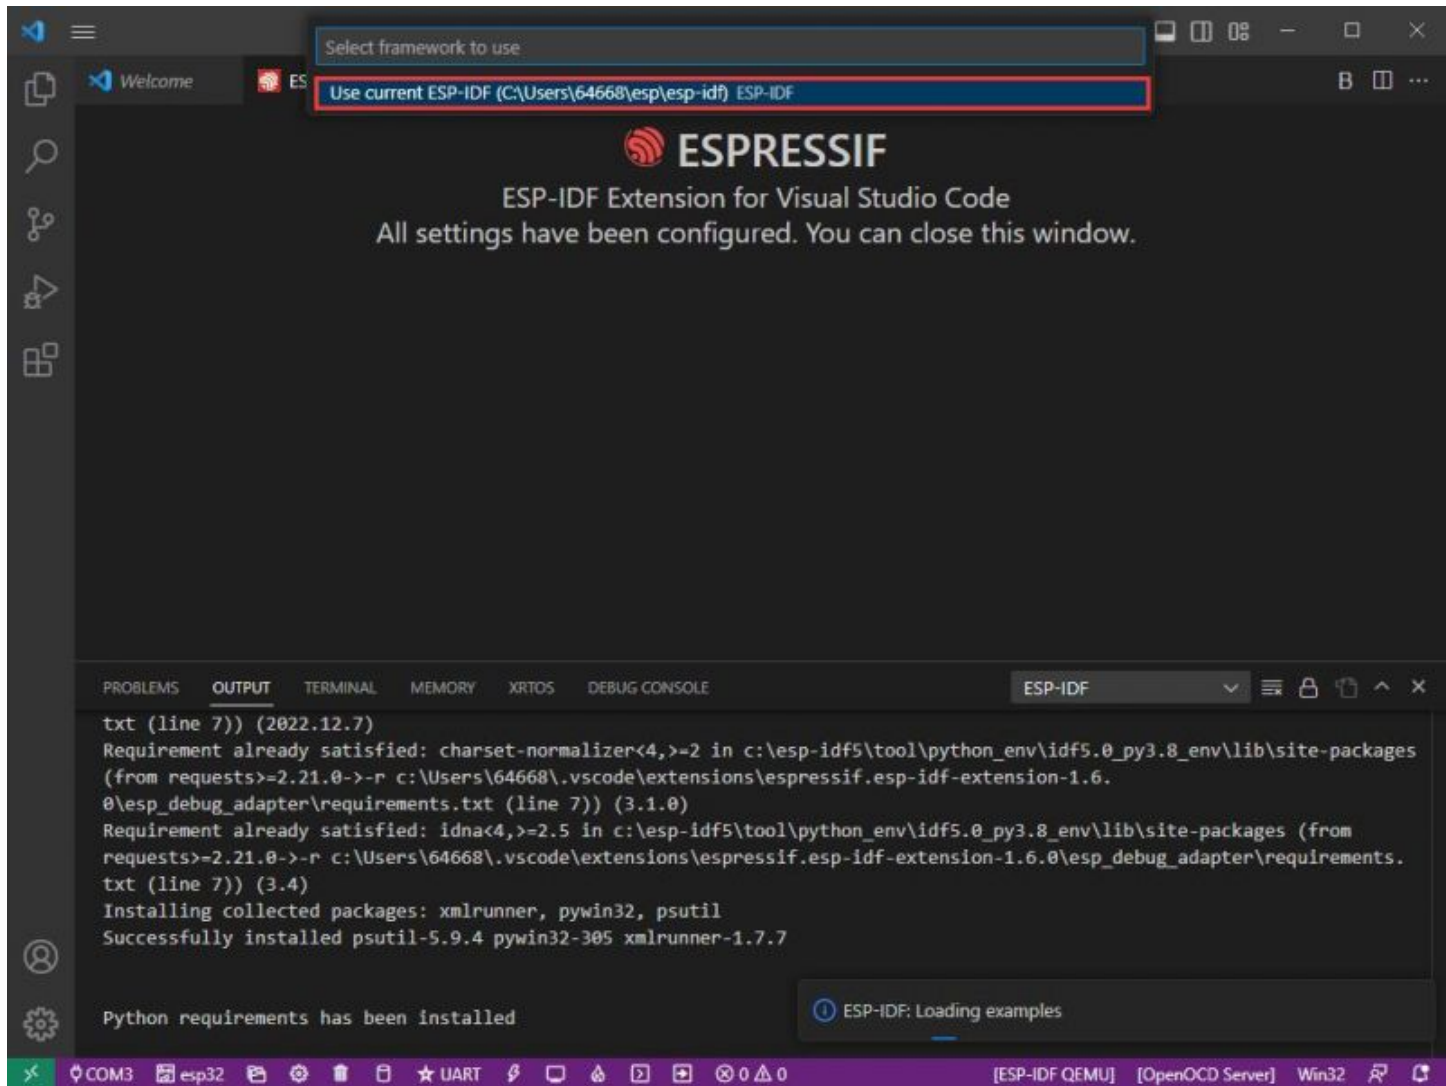 Select framework to use
Welcome
ES
Use current ESP-IDF (C:\Users\64668\esp\esp-idf) ESP-IDF
ESPRESSIF
ESP-IDF Extension for Visual Studio Code
All settings have been configured. You can close this window.
PROBLEMS OUTPUT TERMINAL MEMORY XRTOS DEBUG CONSOLE ESP-IDF
txt (line 7)) (2022.12.7)
Requirement already satisfied: charset-normalizer<4,>=2 in c:\esp-idf5\tool\python_env\idf5.0_py3.8_env\lib\site-packages
(from requests>=2.21.0->-r c:\Users\64668\.vscode\extensions\espressif.esp-idf-extension-1.6.
0\esp_debug_adapter\requirements.txt (line 7)) (3.1.0)
Requirement already satisfied: idna<4,>=2.5 in c:\esp-idf5\tool\python_env\idf5.0_py3.8_env\lib\site-packages (from
requests>=2.21.0->-r c:\Users\64668\.vscode\extensions\espressif.esp-idf-extension-1.6.0\esp_debug_adapter\requirements.
txt (line 7)) (3.4)
Installing collected packages: xmlrunner, pywin32, psutil
Successfully installed psutil-5.9.4 pywin32-305 xmlrunner-1.7.7
Python requirements has been installed
ESP-IDF: Loading examples
COM3 esp32 UART 0 0 [ESP-IDF QEMU] [OpenOCD Server] Win32